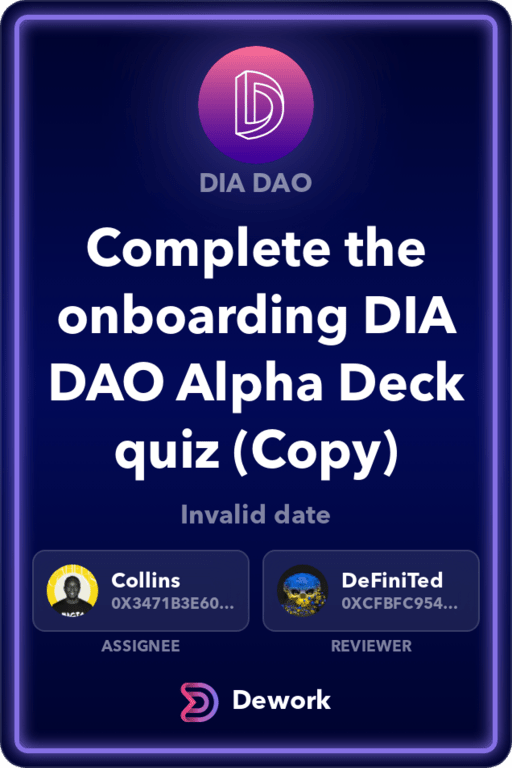 DIA DAO
Complete the
onboarding DIA
DAO Alpha Deck
quiz (Copy)
Invalid date
Collins
0X3471B3E60...
DeFiniTed
0XCFBFC954...
ASSIGNEE
REVIEWER
Dework